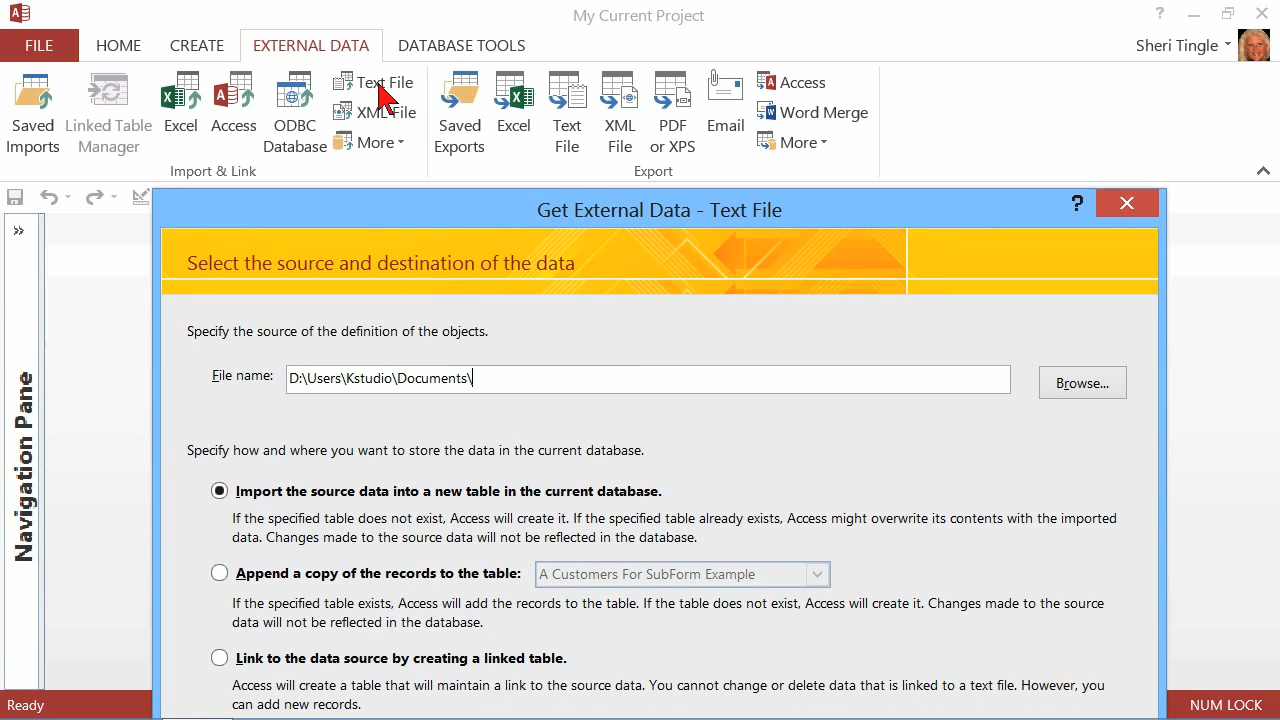 My Current Project
?
FILE HOME CREATE EXTERNAL DATA DATABASE TOOLS Sheri Tingle
Saved Imports
Linked Table Manager
Excel
Access
ODBC Database
Text File
XML File
More
Import & Link
Saved Exports
Excel
Text File
XML File
PDF or XPS
Email
Access
Word Merge
More
Export
»
Navigation Pane
Get External Data - Text File
?
Select the source and destination of the data
Specify the source of the definition of the objects.
File name: D:\Users\Kstudio\Documents\ Browse...
Specify how and where you want to store the data in the current database.
Import the source data into a new table in the current database.
If the specified table does not exist, Access will create it. If the specified table already exists, Access might overwrite its contents with the imported
data. Changes made to the source data will not be reflected in the database.
Append a copy of the records to the table: A Customers For SubForm Example
If the specified table exists, Access will add the records to the table. If the table does not exist, Access will create it. Changes made to the source
data will not be reflected in the database.
Link to the data source by creating a linked table.
Access will create a table that will maintain a link to the source data. You cannot change or delete data that is linked to a text file. However, you
can add new records.
Ready NUM LOCK